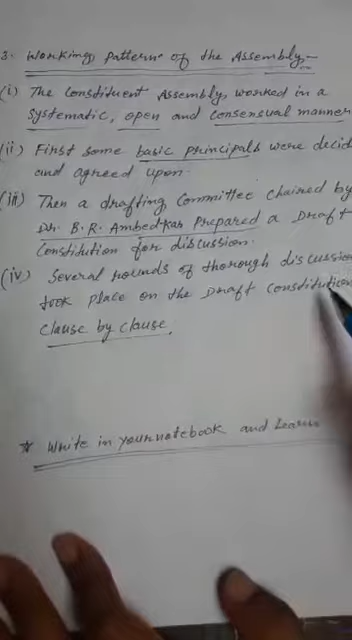 3. Working Pattern of the Assembly:-
(i) The Constituent Assembly, worked in a
systematic, open and consensual manner
(ii) First some basic principals were decid
and agreed upon.
(iii) Then a drafting Committee chaired by
Dr. B.R. Ambedkar Prepared a Draft
Constitution for discussion.
(iv) Several rounds of thorough discussion
took place on the Draft Constitution
Clause by Clause.
* Write in your notebook and Learn